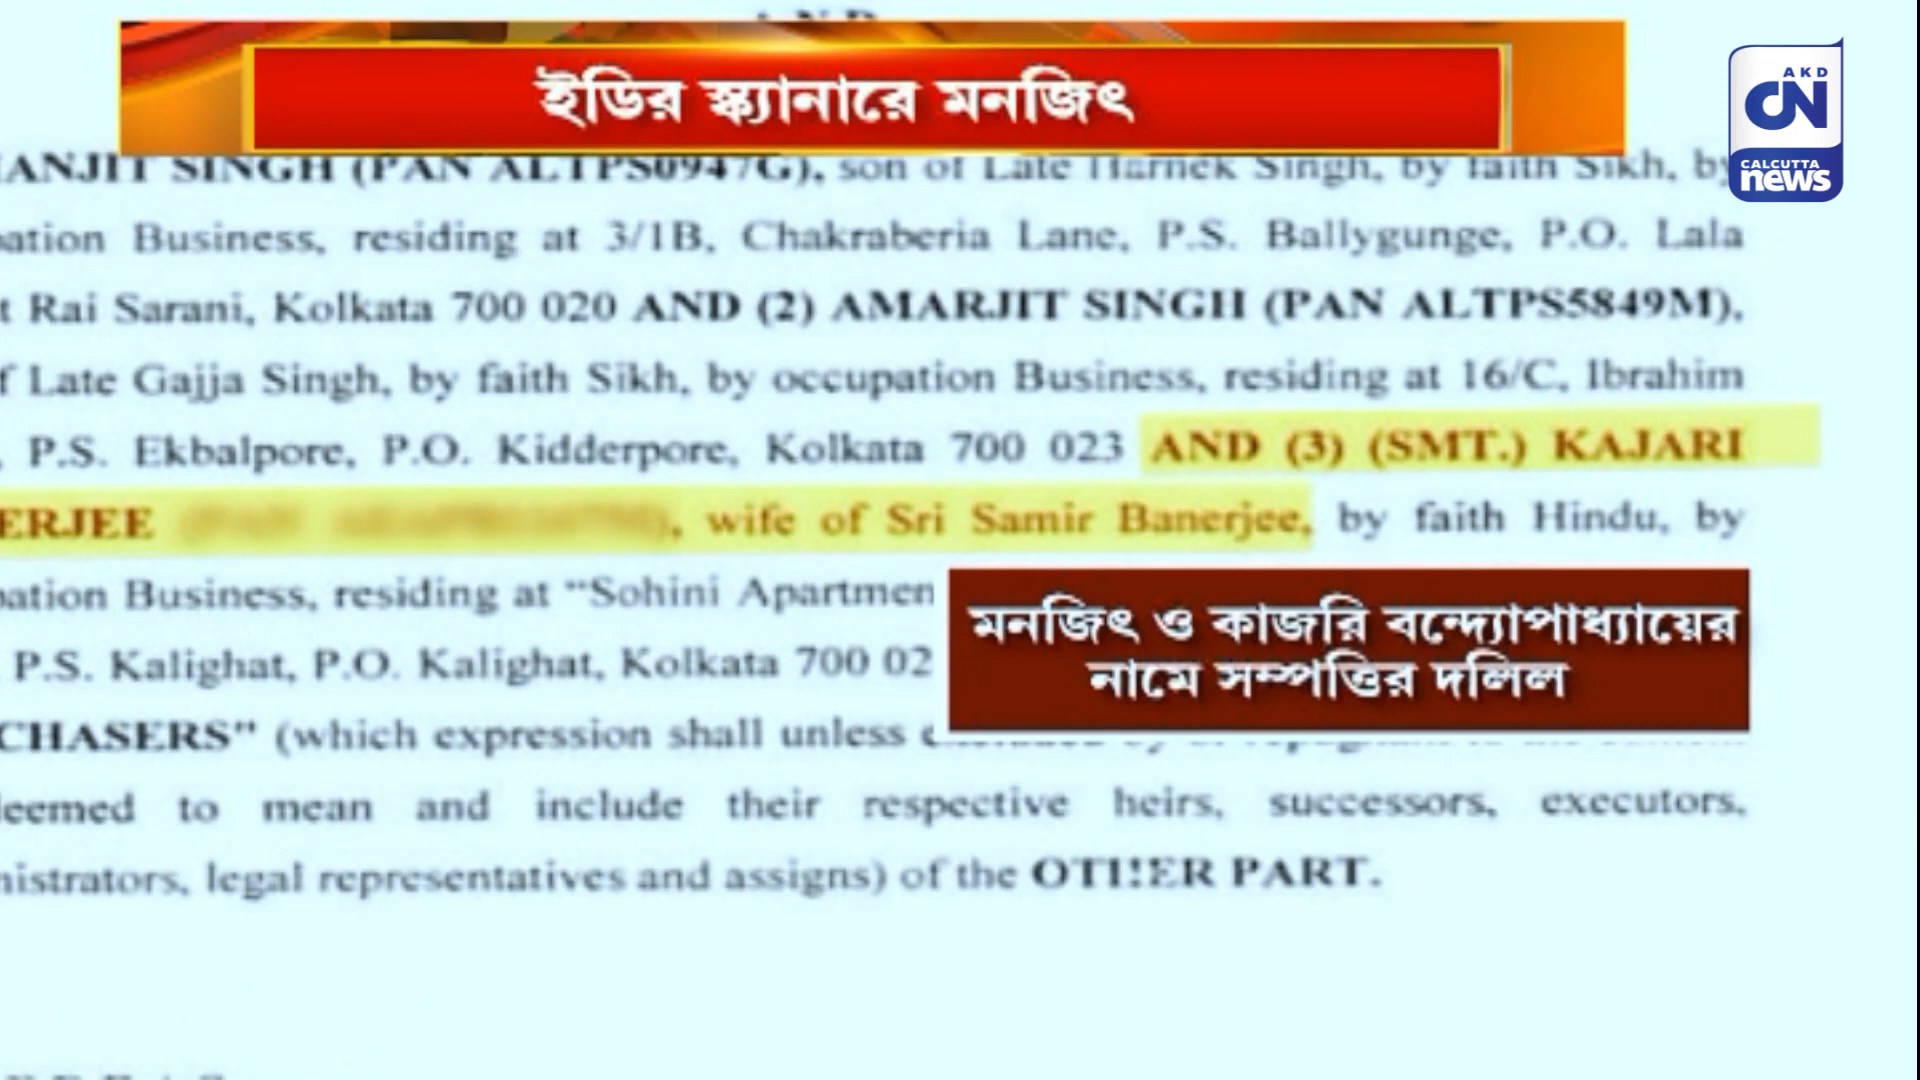 ইডির স্ক্যানারে মনজিৎ
AKD
CN
CALCUTTA
news
ANJIT SINGH (PAN ALTPS0947G), son of Late Harnek Singh, by faith Sikh, by
pation Business, residing at 3/1B, Chakraberia Lane, P.S. Ballygunge, P.O. Lala
t Rai Sarani, Kolkata 700 020 AND (2) AMARJIT SINGH (PAN ALTPS5849M),
f Late Gajja Singh, by faith Sikh, by occupation Business, residing at 16/C, Ibrahim
, P.S. Ekbalpore, P.O. Kidderpore, Kolkata 700 023 AND (3) (SMT.) KAJARI
ERJEE , wife of Sri Samir Banerjee, by faith Hindu, by
pation Business, residing at “Sohini Apartmen
, P.S. Kalighat, P.O. Kalighat, Kolkata 700 02
মনজিৎ ও কাজরি বন্দ্যোপাধ্যায়ের
নামে সম্পত্তির দলিল
CHASERS" (which expression shall unless
leemed to mean and include their respective heirs, successors, executors,
nistrators, legal representatives and assigns) of the OTHER PART.